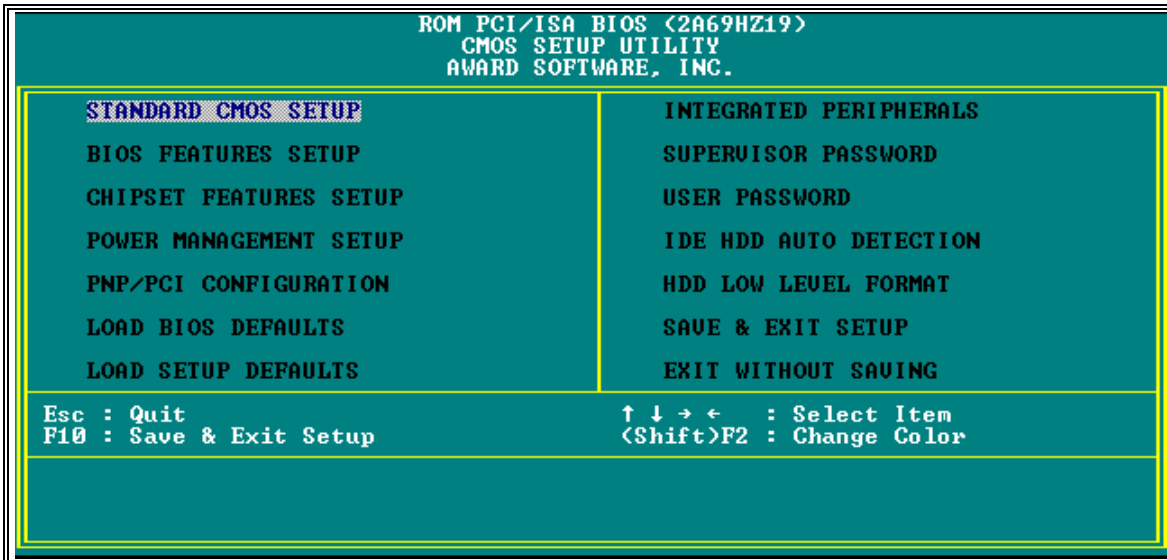 ROM PCI/ISA BIOS (2A69HZ19)
CMOS SETUP UTILITY
AWARD SOFTWARE, INC.
STANDARD CMOS SETUP
BIOS FEATURES SETUP
CHIPSET FEATURES SETUP
POWER MANAGEMENT SETUP
PNP/PCI CONFIGURATION
LOAD BIOS DEFAULTS
LOAD SETUP DEFAULTS
INTEGRATED PERIPHERALS
SUPERVISOR PASSWORD
USER PASSWORD
IDE HDD AUTO DETECTION
HDD LOW LEVEL FORMAT
SAVE & EXIT SETUP
EXIT WITHOUT SAVING
Esc : Quit
F10 : Save & Exit Setup
↑ ↓ → ← : Select Item
(Shift)F2 : Change Color